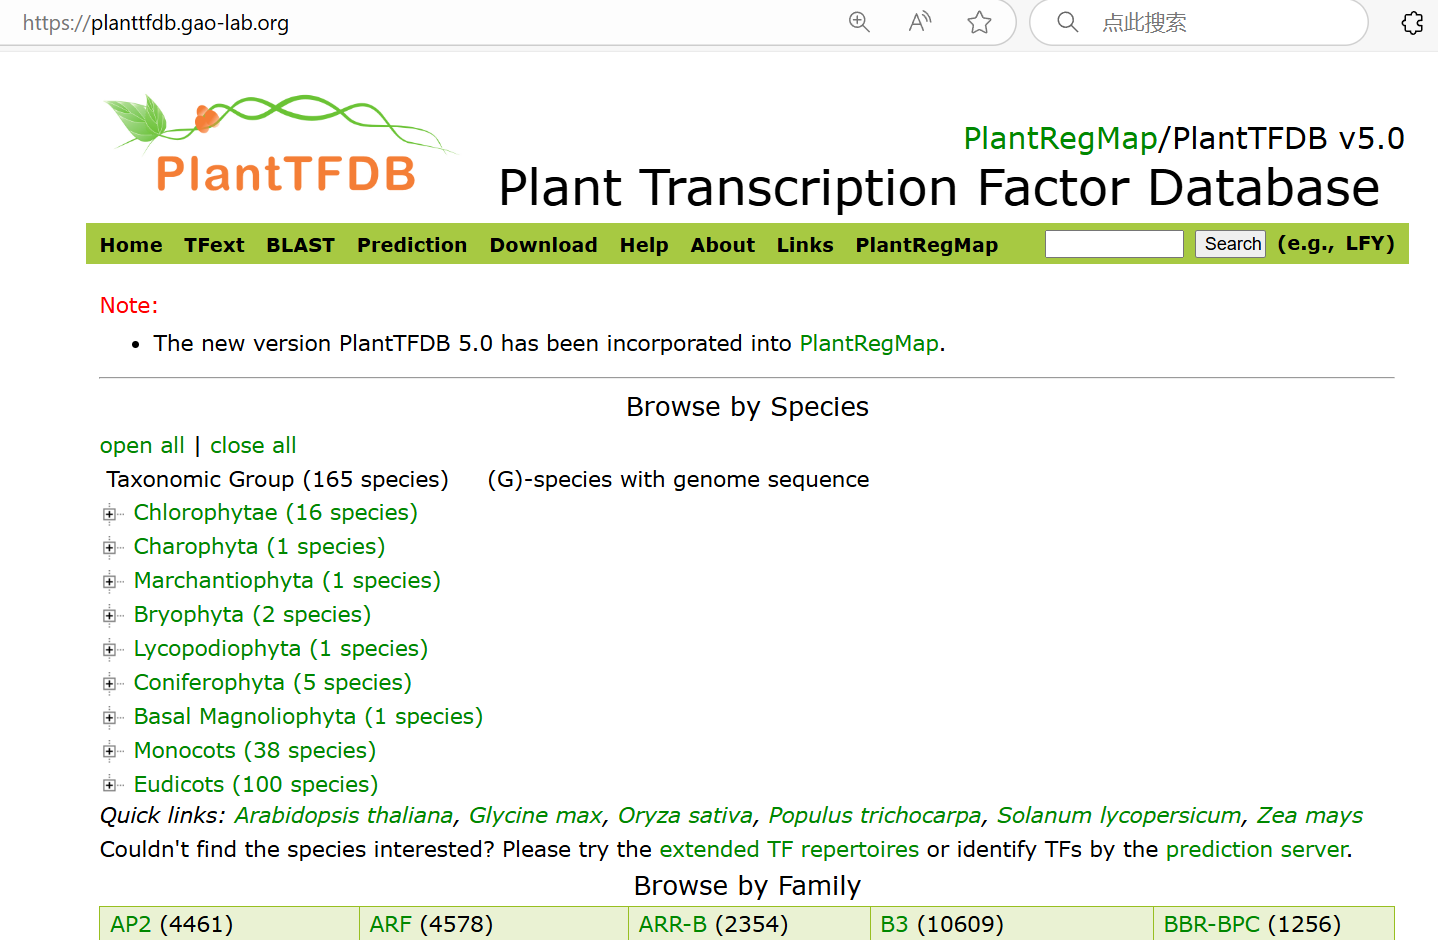 https://planttfdb.gao-lab.org
点此搜索
PlantTFDB
PlantRegMap/PlantTFDB v5.0
Plant Transcription Factor Database
Home TFext BLAST Prediction Download Help About Links PlantRegMap Search (e.g., LFY)
Note:
• The new version PlantTFDB 5.0 has been incorporated into PlantRegMap.
Browse by Species
open all | close all
Taxonomic Group (165 species) (G)-species with genome sequence
Chlorophytae (16 species)
Charophyta (1 species)
Marchantiophyta (1 species)
Bryophyta (2 species)
Lycopodiophyta (1 species)
Coniferophyta (5 species)
Basal Magnoliophyta (1 species)
Monocots (38 species)
Eudicots (100 species)
Quick links: Arabidopsis thaliana, Glycine max, Oryza sativa, Populus trichocarpa, Solanum lycopersicum, Zea mays
Couldn't find the species interested? Please try the extended TF repertoires or identify TFs by the prediction server.
Browse by Family
AP2 (4461) ARF (4578) ARR-B (2354) B3 (10609) BBR-BPC (1256)